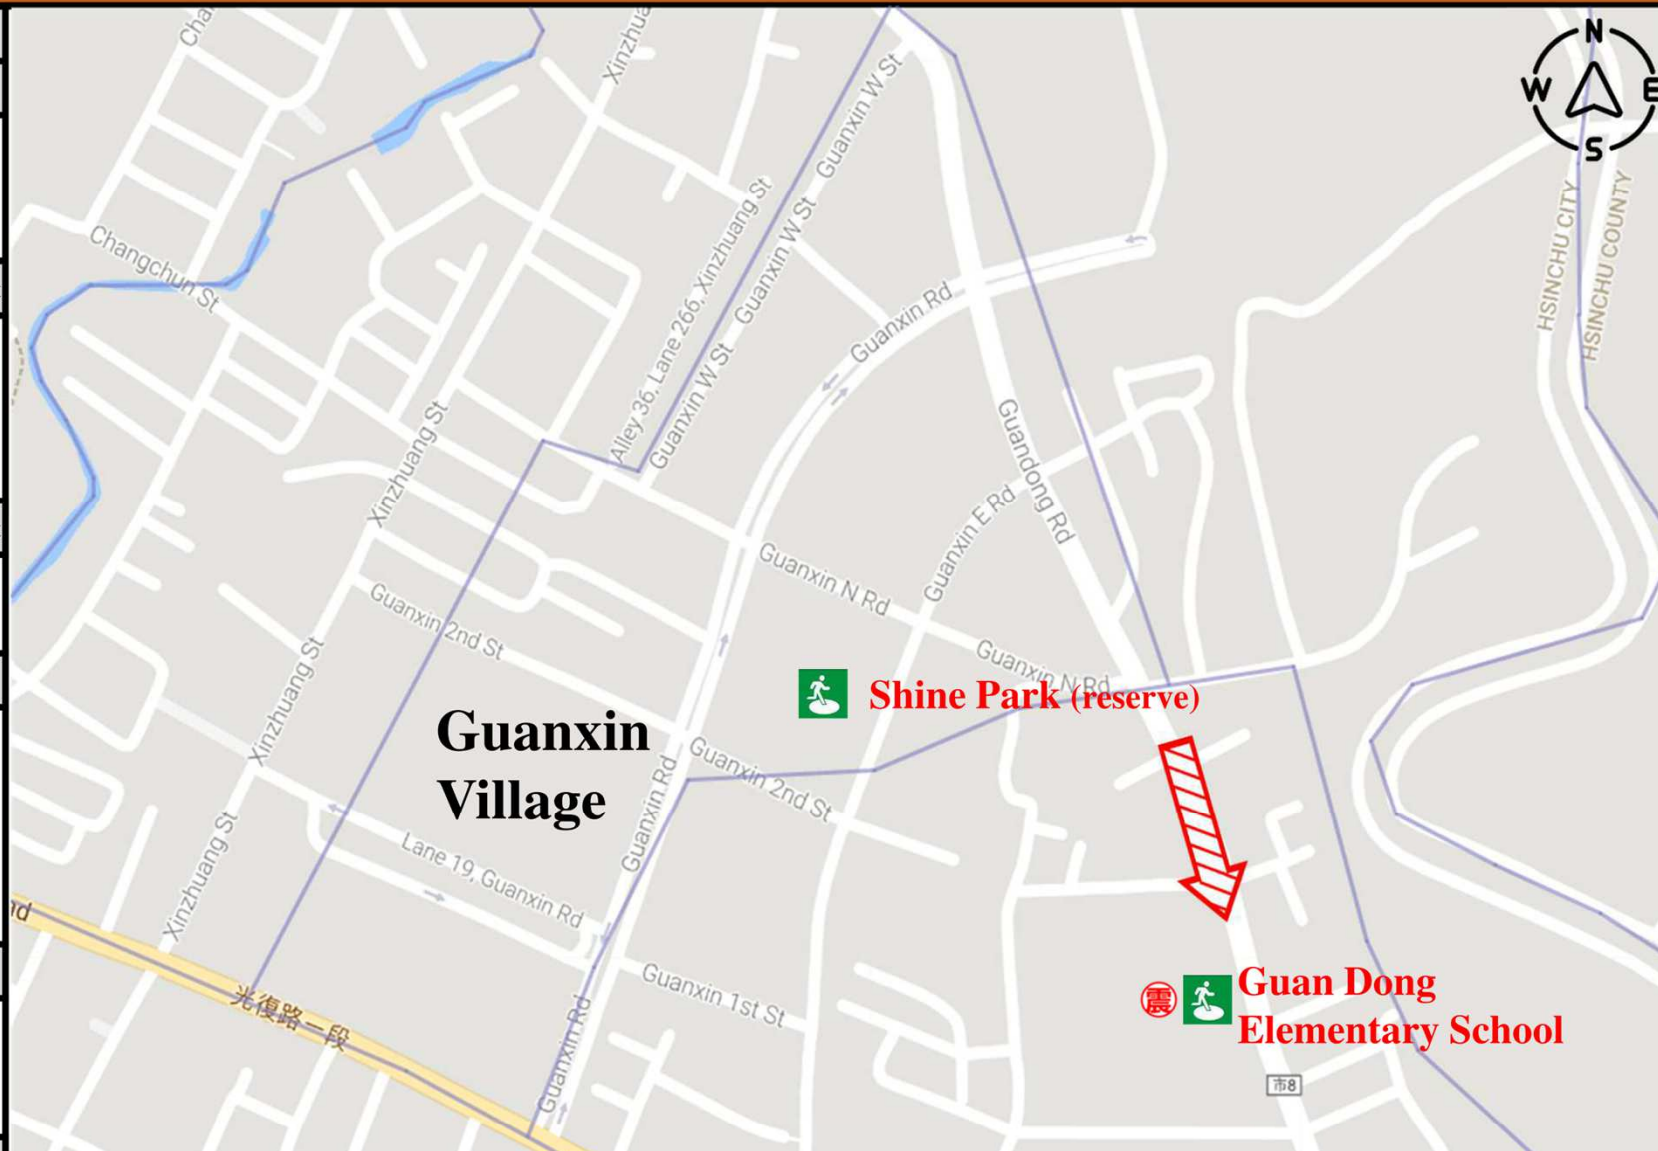 N
W
E
S
Cha
Xinzhua
Guanxin W St
HSINCHU CITY
HSINCHU COUNTY
Changchun St
Alley 36, Lane 266, Xinzhuang St
Guanxin W St
Guanxin W St
Guanxin Rd
Xinzhuang St
Guandong Rd
Guanxin E Rd
Guanxin N Rd
Guanxin 2nd St
Guanxin N Rd
Xinzhuang St
Shine Park (reserve)
Guanxin
Village
Guanxin 2nd St
Guanxin Rd
Lane 19, Guanxin Rd
Xinzhuang St
nd
Guanxin 1st St
光復路一段
震
Guan Dong
Elementary School
Guanxin Rd
市8